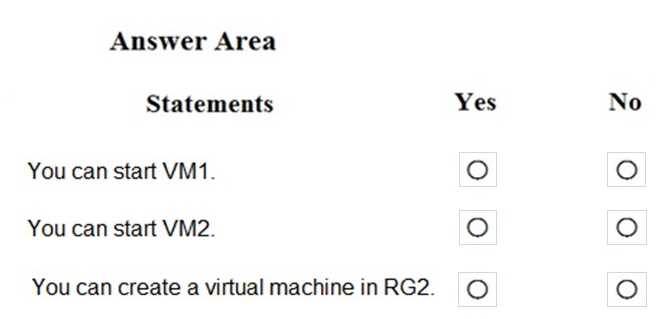 Answer Area
Statements Yes No
You can start VM1.
You can start VM2.
You can create a virtual machine in RG2.